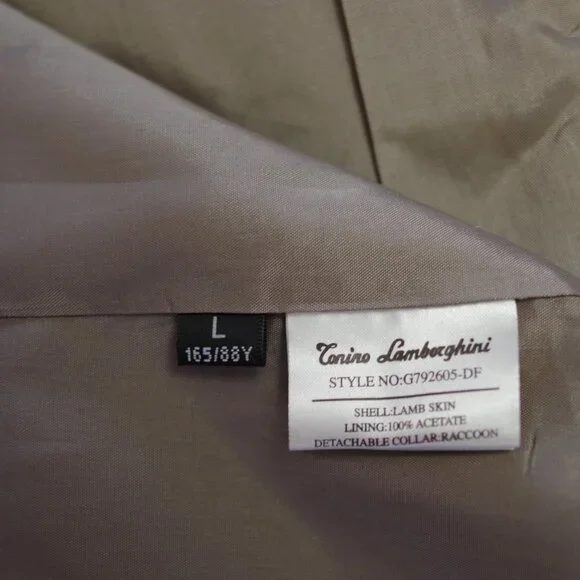 L
165/88Y
Tonino Lamborghini
STYLE NO:G792605-DF
SHELL:LAMB SKIN
LINING:100% ACETATE
DETACHABLE COLLAR:RACCOON